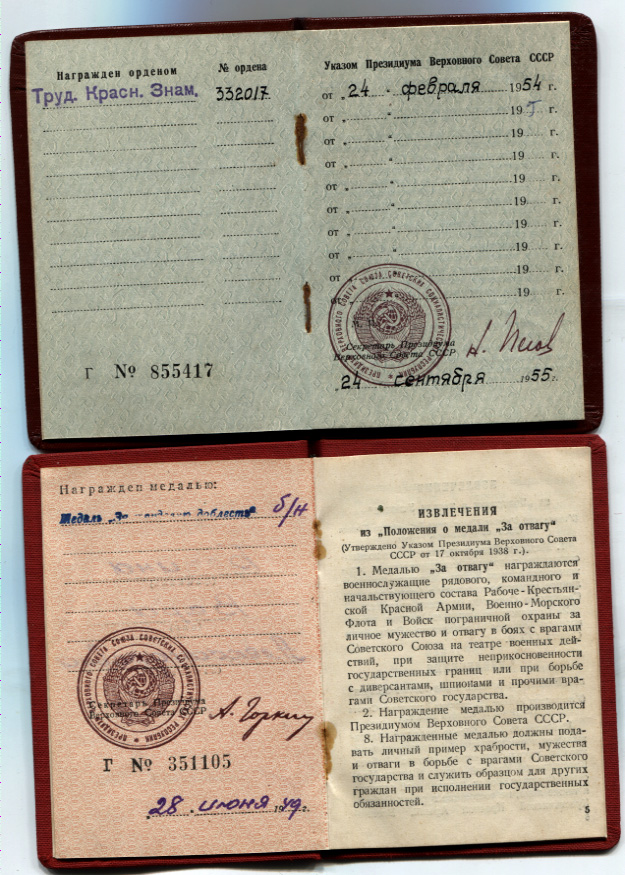 Награжден орденом
№ ордена
Труд. Красн. Знам.
332017
Г № 855417
Указом Президиума Верховного Совета СССР
от „24“ февраля 1954 г.
от „ “ 19 г.
от „ “ 19 г.
от „ “ 19 г.
от „ “ 19 г.
от „ “ 19 г.
от „ “ 19 г.
от „ “ 19 г.
от „ “ 19 г.
от „ “ 19 г.
М.
Секретарь Президиума
Верховного Совета СССР
24 сентября 1955 г.
Награжден медалью:
Медаль „За доблесть“ б/н
Секретарь Президиума
Верховного Совета СССР
А. Горкин
Г № 351105
„28. июня 1949 г.
ИЗВЛЕЧЕНИЯ
из „Положения о медали „За отвагу“
(Утверждено Указом Президиума Верховного Совета
СССР от 17 октября 1938 г.).
1. Медалью „За отвагу“ награждаются
военнослужащие рядового, командного и
начальствующего состава Рабоче-Крестьян-
ской Красной Армии, Военно-Морского
Флота и Войск пограничной охраны за
личное мужество и отвагу в боях с врагами
Советского Союза на театре военных дей-
ствий, при защите неприкосновенности
государственных границ или при борьбе
с диверсантами, шпионами и прочими вра-
гами Советского государства.
2. Награждение медалью производится
Президиумом Верховного Совета СССР.
8. Награжденные медалью должны пода-
вать личный пример храбрости, мужества
и отваги в борьбе с врагами Советского
государства и служить образцом для других
граждан при исполнении государственных
обязанностей.
5